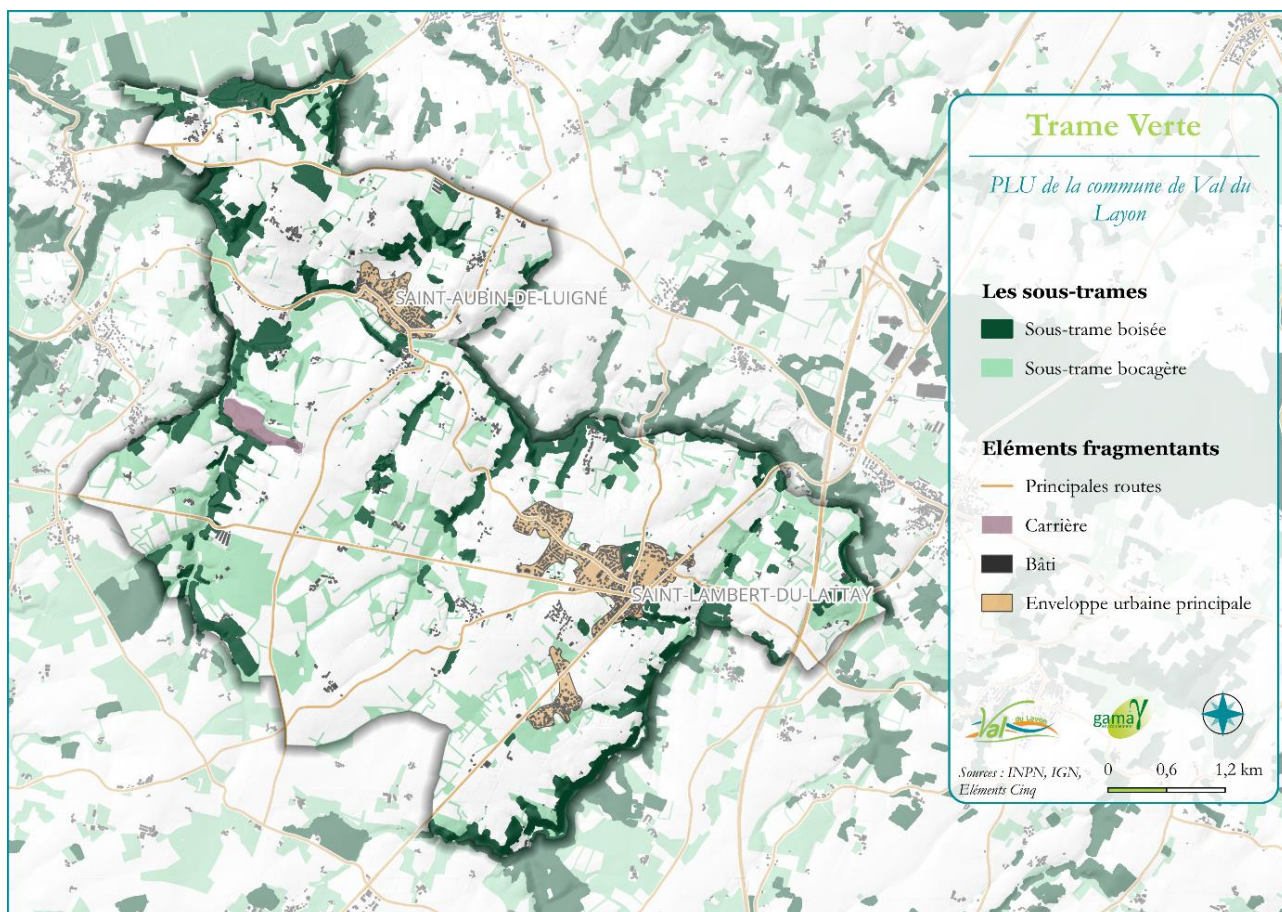 Trame Verte
PLU de la commune de Val du
Layon
Les sous-trames
Sous-trame boisée
Sous-trame bocagère
Eléments fragmentants
Principales routes
Carrière
Bâti
Enveloppe urbaine principale
Val du Layon
gama
Sources : INPN, IGN,
Eléments Cinq
0 0,6 1,2 km
SAINT-AUBIN-DE-LUIGNÉ
SAINT-LAMBERT-DU-LATTAY